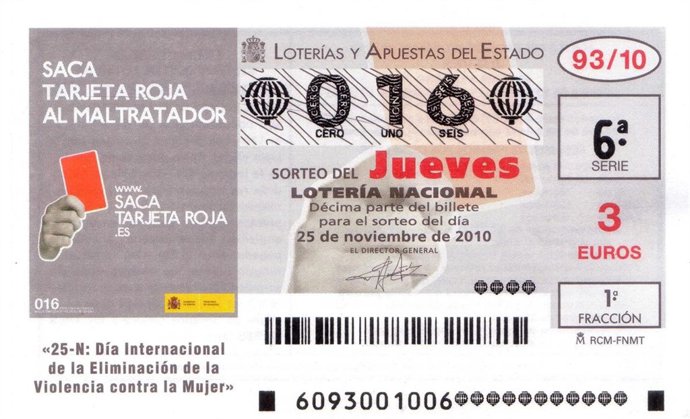 SACA
TARJETA ROJA
AL MALTRATADOR
www.
SACA
TARJETA ROJA
.ES
016
«25-N: Día Internacional
de la Eliminación de la
Violencia contra la Mujer»
LOTERÍAS Y APUESTAS DEL ESTADO
016
CERO UNO SEIS
SORTEO DEL Jueves
LOTERÍA NACIONAL
Décima parte del billete
para el sorteo del día
25 de noviembre de 2010
EL DIRECTOR GENERAL
93/10
6ª
SERIE
3
EUROS
1ª
FRACCIÓN
RCM-FNMT
6093001006